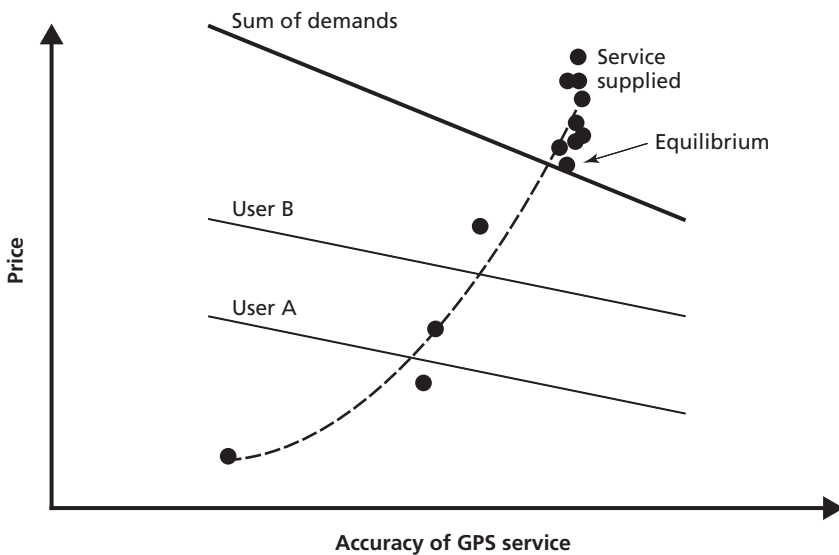 Sum of demands
Service
supplied
Equilibrium
User B
User A
Price
Accuracy of GPS service